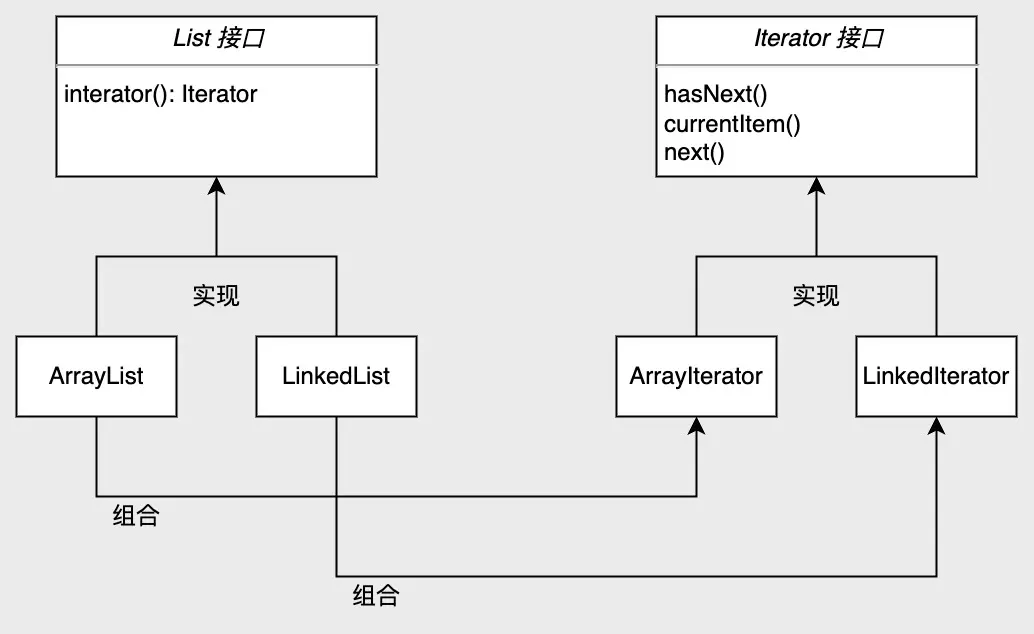 List 接口
interator(): Iterator
Iterator 接口
hasNext()
currentItem()
next()
实现
实现
ArrayList
LinkedList
ArrayIterator
LinkedIterator
组合
组合